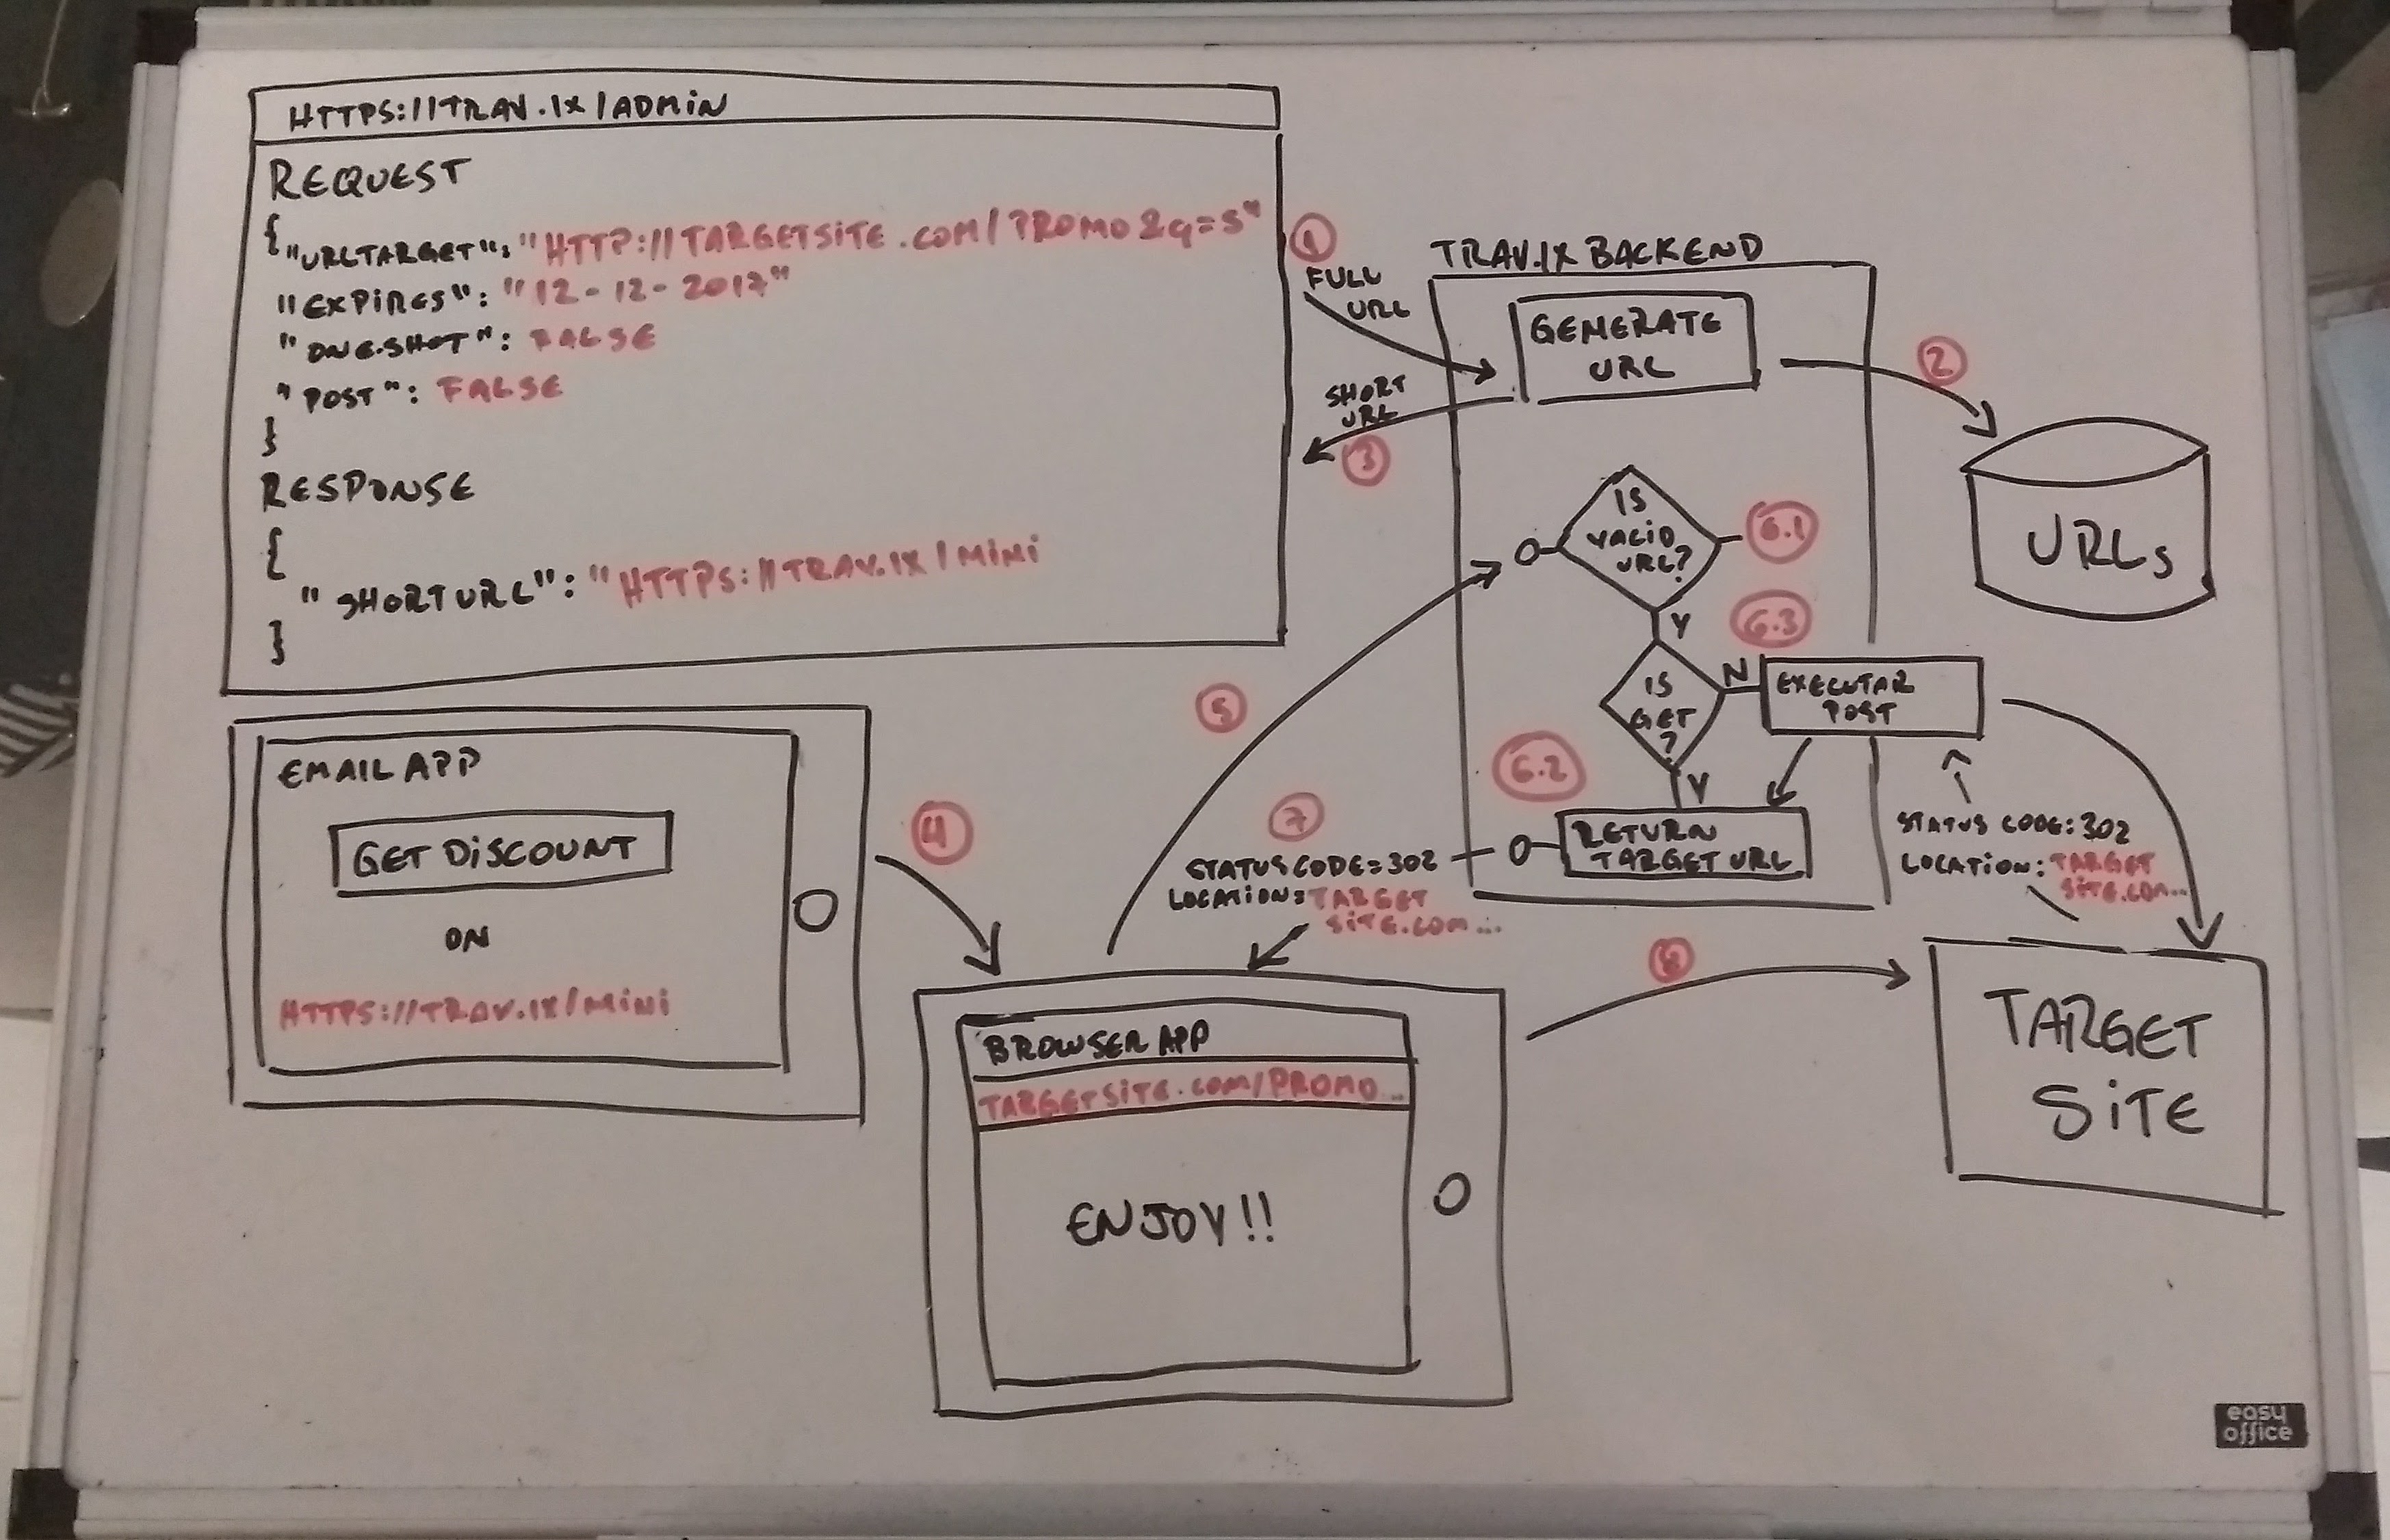 HTTPS://TRAV.IX/ADMIN
REQUEST
{
"URLTARGET": "HTTP://TARGETSITE.COM/PROMO&q=S"
"EXPIRES": "12-12-2017"
"ONESHOT": FALSE
"POST": FALSE
}
RESPONSE
{
"SHORTURL": "HTTPS://TRAV.IX/MINI
}
1
FULL
URL
SHORT
URL
3
TRAV.IX BACKEND
GENERATE
URL
2
URLs
IS
VALID
URL?
6.1
Y
6.3
IS
GET
?
N
EXECUTAR
POST
Y
6.2
RETURN
TARGET URL
5
7
STATUS CODE=302
LOCATION: TARGET
SITE.COM...
STATUS CODE: 302
LOCATION: TARGET
SITE.COM...
EMAIL APP
GET DISCOUNT
ON
HTTPS://TRAV.IX/MINI
4
BROWSER APP
TARGETSITE.COM/PROMO...
ENJOY!!
8
TARGET
SITE
easy
office